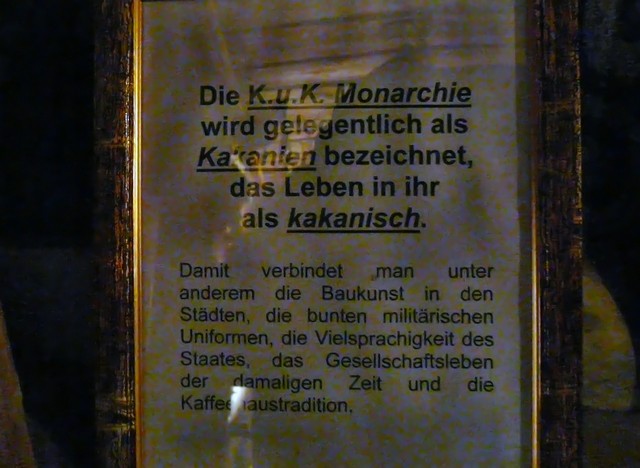 Die K.u.K. Monarchie
wird gelegentlich als
Kakanien bezeichnet,
das Leben in ihr
als kakanisch.
Damit verbindet man unter
anderem die Baukunst in den
Städten, die bunten militärischen
Uniformen, die Vielsprachigkeit des
Staates, das Gesellschaftsleben
der damaligen Zeit und die
Kaffeehaustradition.